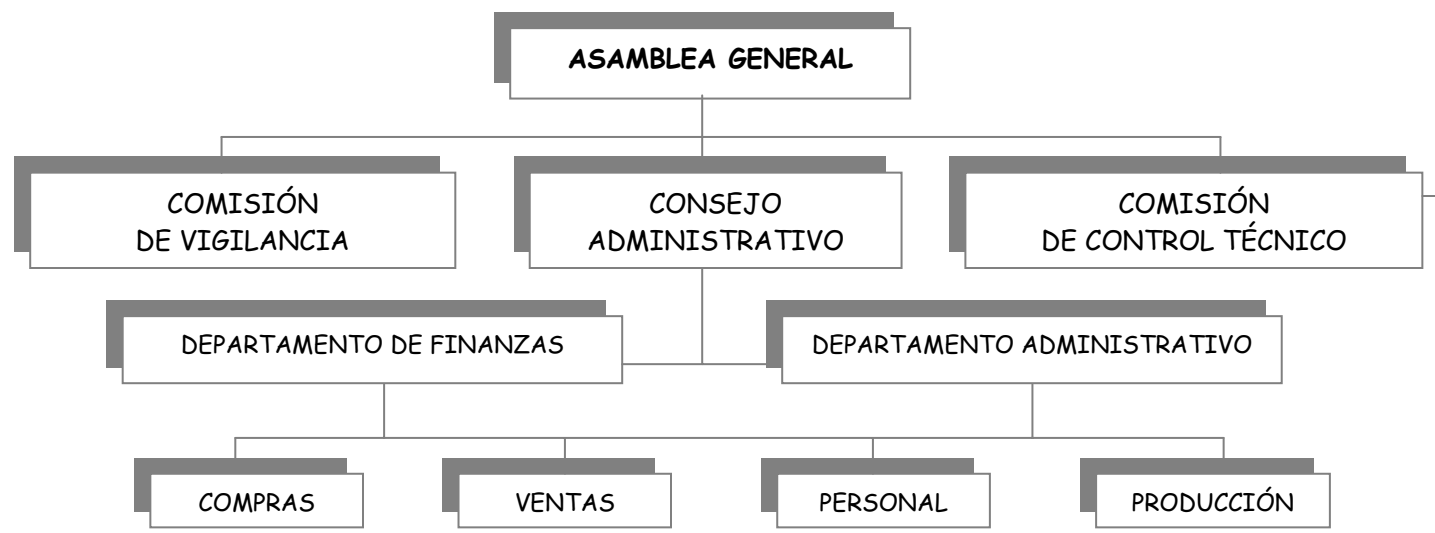 ASAMBLEA GENERAL
COMISIÓN
DE VIGILANCIA
CONSEJO
ADMINISTRATIVO
COMISIÓN
DE CONTROL TÉCNICO
DEPARTAMENTO DE FINANZAS
DEPARTAMENTO ADMINISTRATIVO
COMPRAS
VENTAS
PERSONAL
PRODUCCIÓN